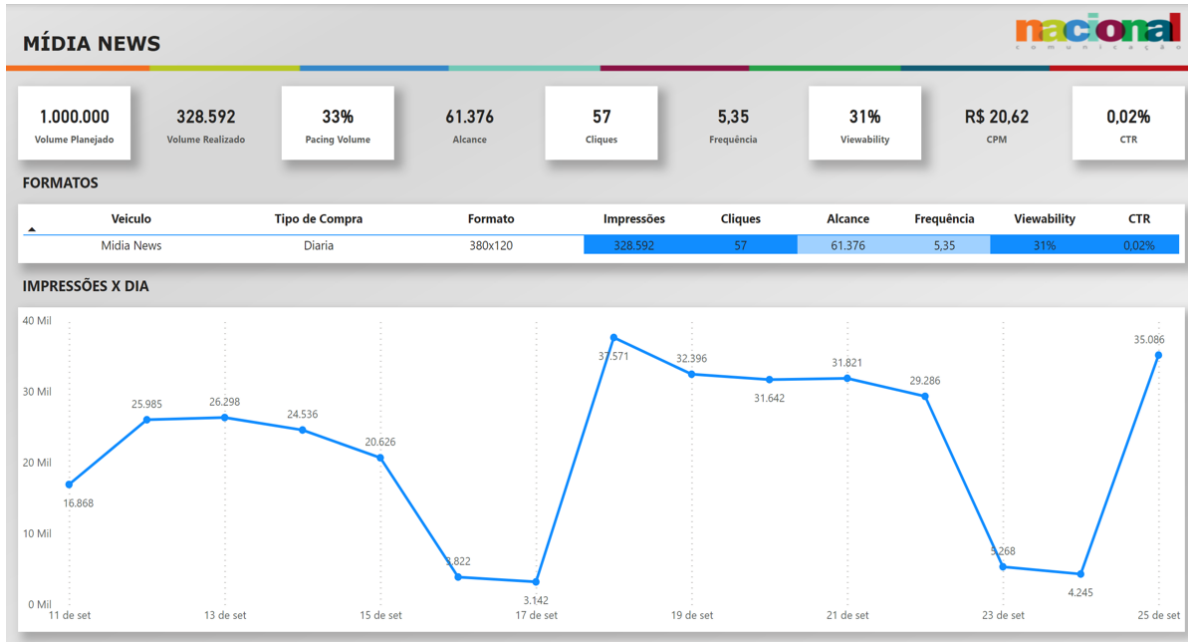 MÍDIA NEWS
nacional
comunicação
1.000.000 328.592 33% 61.376 57 5,35 31% R$ 20,62 0,02%
Volume Planejado Volume Realizado Pacing Volume Alcance Cliques Frequência Viewability CPM CTR
FORMATOS
Veiculo Tipo de Compra Formato Impressões Cliques Alcance Frequência Viewability CTR
Midia News Diaria 380x120 328.592 57 61.376 5,35 31% 0,02%
IMPRESSÕES X DIA
40 Mil
37.571
35.086
32.396
31.821
31.642
30 Mil
29.286
26.298
25.985
24.536
20.626
20 Mil
16.868
10 Mil
5.268
3.822
4.245
3.142
0 Mil
11 de set 13 de set 15 de set 17 de set 19 de set 21 de set 23 de set 25 de set